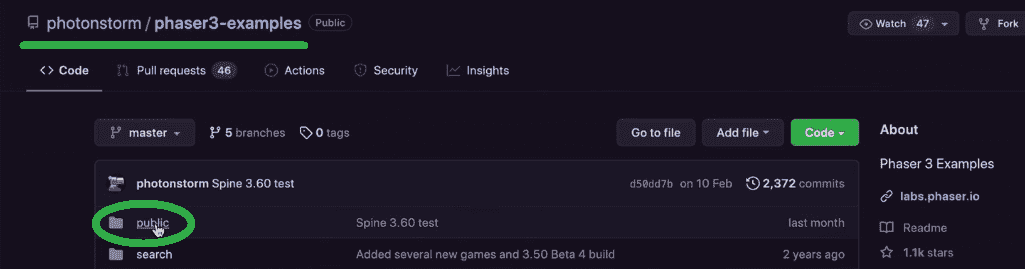 photonstorm / phaser3-examples Public Watch 47 Fork
Code Pull requests 46 Actions Security Insights
master 5 branches 0 tags Go to file Add file Code About
Phaser 3 Examples
photonstorm Spine 3.60 test d50dd7b on 10 Feb 2,372 commits
labs.phaser.io
public Spine 3.60 test last month
Readme
search Added several new games and 3.50 Beta 4 build 2 years ago
1.1k stars